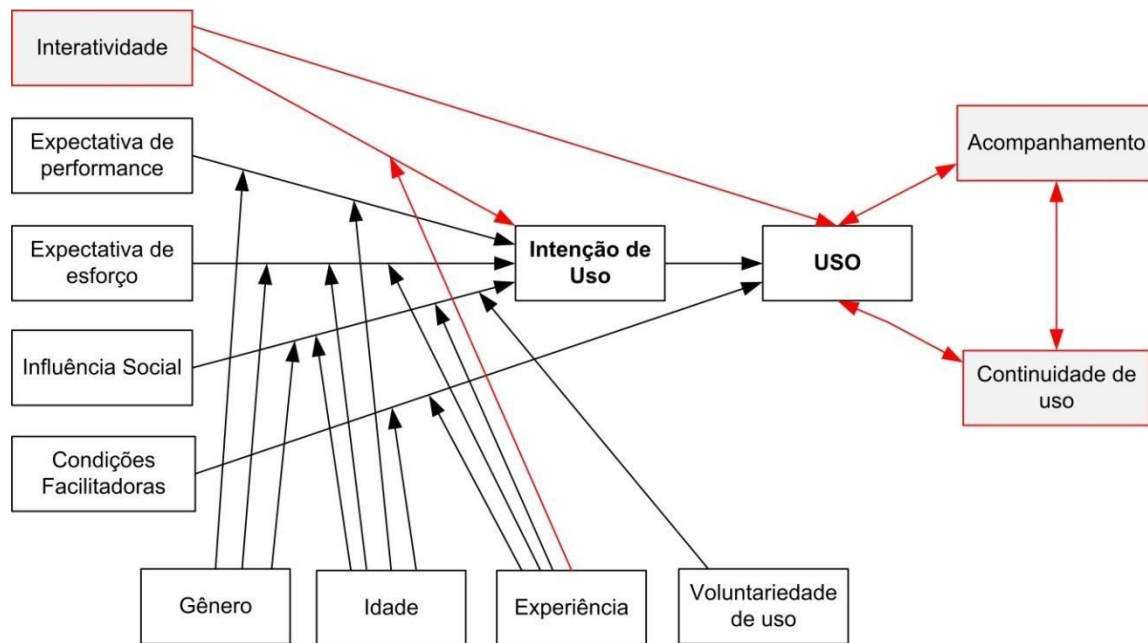 Interatividade
Expectativa de
performance
Acompanhamento
Expectativa de
esforço
Intenção de
Uso
USO
Influência Social
Continuidade de
uso
Condições
Facilitadoras
Gênero
Idade
Experiência
Voluntariedade
de uso